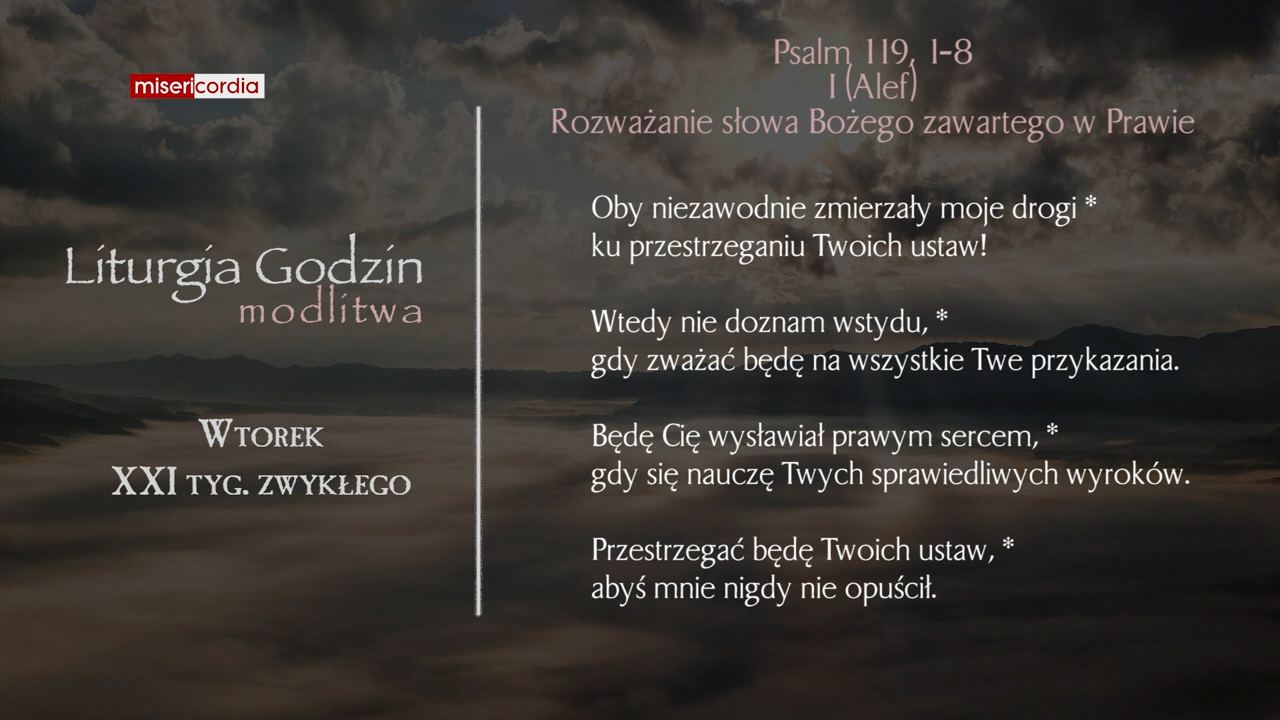 misericordia
Liturgia Godzin
modlitwa
Wtorek
XXI tyg. zwykłego
Psalm 119, 1-8
I (Alef)
Rozważanie słowa Bożego zawartego w Prawie
Oby niezawodnie zmierzały moje drogi *
ku przestrzeganiu Twoich ustaw!
Wtedy nie doznam wstydu, *
gdy zważać będę na wszystkie Twe przykazania.
Będę Cię wysławiał prawym sercem, *
gdy się nauczę Twych sprawiedliwych wyroków.
Przestrzegać będę Twoich ustaw, *
abyś mnie nigdy nie opuścił.